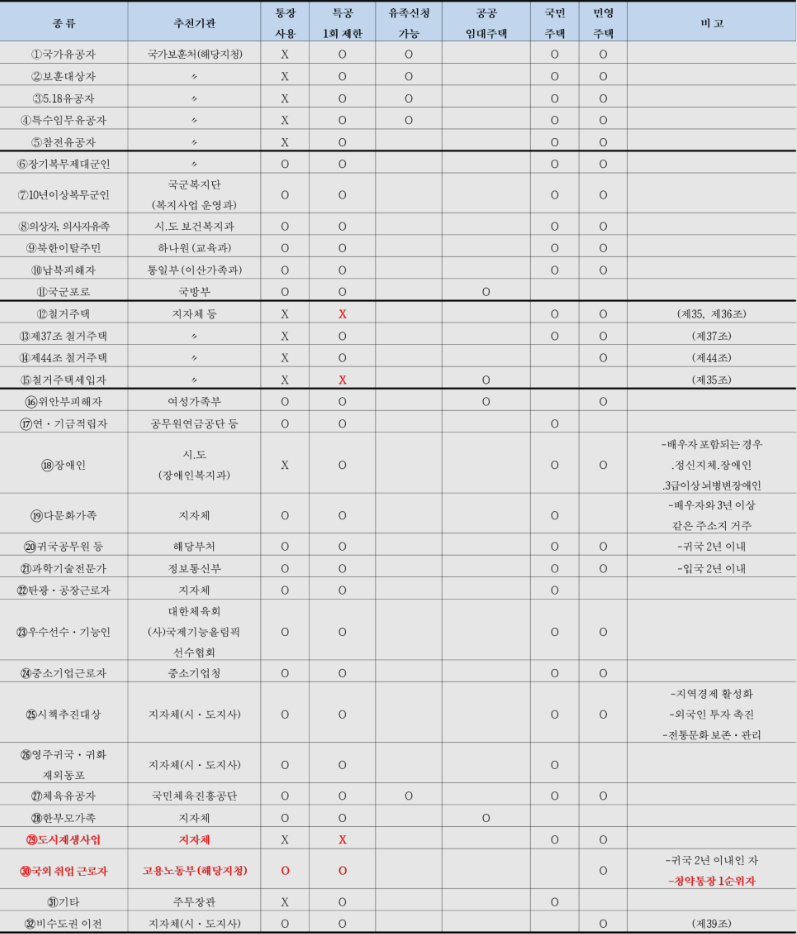 종 류 추천기관 통장 사용 특공 1회 제한 유족신청 가능 공공 임대주택 국민 주택 민영 주택 비 고
①국가유공자 국가보훈처(해당지청) X O O O O
②보훈대상자 〃 X O O O O
③5.18유공자 〃 X O O O O
④특수임무유공자 〃 X O O O O
⑤참전유공자 〃 X O O O
⑥장기복무제대군인 〃 O O O O
⑦10년이상복무군인 국군복지단 (복지사업 운영과) O O O O
⑧의상자, 의사자유족 시.도 보건복지과 O O O O
⑨북한이탈주민 하나원 (교육과) O O O O
⑩납북피해자 통일부 (이산가족과) O O O O
⑪국군포로 국방부 O O O
⑫철거주택 지자체 등 X X O O (제35, 제36조)
⑬제37조 철거주택 〃 X O O O (제37조)
⑭제44조 철거주택 〃 X O O (제44조)
⑮철거주택세입자 〃 X X O (제35조)
⑯위안부피해자 여성가족부 O O O O
⑰연・기금적립자 공무원연금공단 등 O O O
⑱장애인 시.도 (장애인복지과) X O O O -배우자 포함되는 경우
.정신지체.장애인
.3급이상 뇌병변장애인
⑲다문화가족 지자체 O O O -배우자와 3년 이상
같은 주소지 거주
⑳귀국공무원 등 해당부처 O O O O -귀국 2년 이내
㉑과학기술전문가 정보통신부 O O O O -입국 2년 이내
㉒탄광・공장근로자 지자체 O O O
㉓우수선수・기능인 대한체육회 (사)국제기능올림픽 선수협회 O O O O
㉔중소기업근로자 중소기업청 O O O O
㉕시책추진대상 지자체(시・도지사) O O O O -지역경제 활성화
-외국인 투자 촉진
-전통문화 보존・관리
㉖영주귀국・귀화 재외동포 지자체(시・도지사) O O O
㉗체육유공자 국민체육진흥공단 O O O O O
㉘한부모가족 지자체 O O O
㉙도시재생사업 지자체 X X O O
㉚국외 취업 근로자 고용노동부 (해당지청) O O O -귀국 2년 이내인 자
-청약통장 1순위자
㉛기타 주무장관 X O O
㉜비수도권 이전 지자체(시・도지사) O O O (제39조)